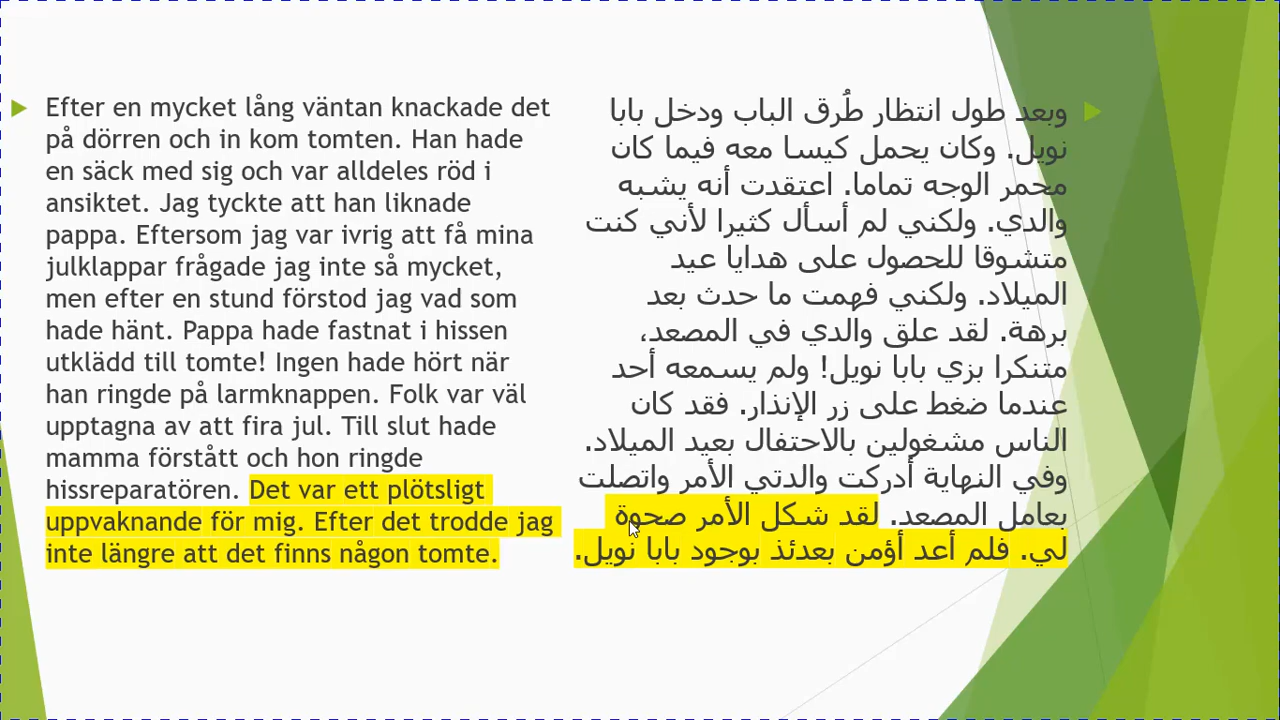 Efter en mycket lång väntan knackade det
på dörren och in kom tomten. Han hade
en säck med sig och var alldeles röd i
ansiktet. Jag tyckte att han liknade
pappa. Eftersom jag var ivrig att få mina
julklappar frågade jag inte så mycket,
men efter en stund förstod jag vad som
hade hänt. Pappa hade fastnat i hissen
utklädd till tomte! Ingen hade hört när
han ringde på larmknappen. Folk var väl
upptagna av att fira jul. Till slut hade
mamma förstått och hon ringde
hissreparatören. Det var ett plötsligt
uppvaknande för mig. Efter det trodde jag
inte längre att det finns någon tomte.
وبعد طول انتظار طُرق الباب ودخل بابا
نويل. وكان يحمل كيسا معه فيما كان
محمر الوجه تماما. اعتقدت أنه يشبه
والدي. ولكني لم أسأل كثيرا لأني كنت
متشوقا للحصول على هدايا عيد
الميلاد. ولكني فهمت ما حدث بعد
برهة. لقد علق والدي في المصعد،
متنكرا بزي بابا نويل! ولم يسمعه أحد
عندما ضغط على زر الإنذار. فقد كان
الناس مشغولين بالاحتفال بعيد الميلاد.
وفي النهاية أدركت والدتي الأمر واتصلت
بعامل المصعد. لقد شكل الأمر صحوة
لي. فلم أعد أؤمن بعدئذ بوجود بابا نويل.